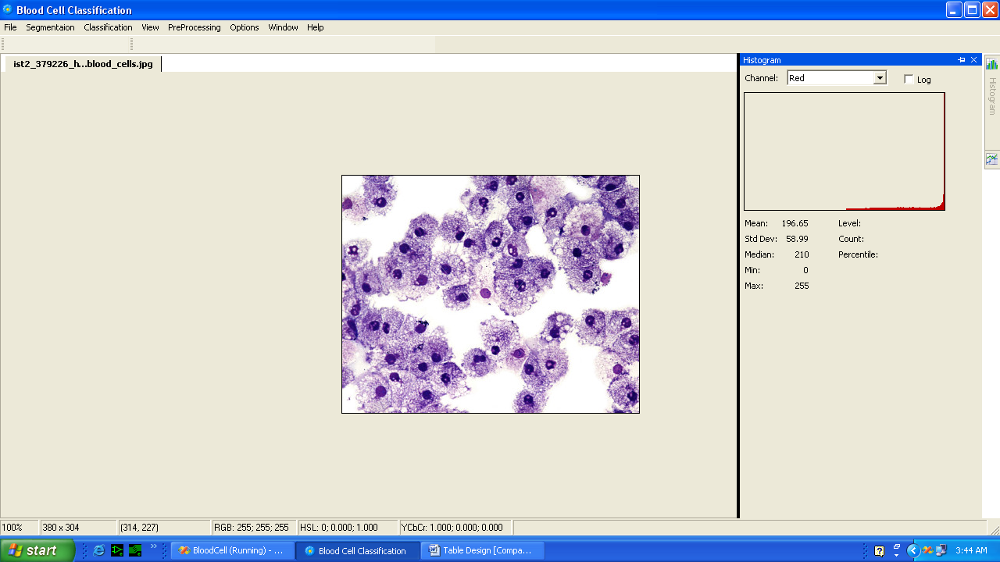 Blood Cell Classification
File Segmentaion Classification View PreProcessing Options Window Help
ist2_379226_h...blood_cells.jpg
Histogram
Channel: Red Log
Mean: 196.65 Level:
Std Dev: 58.99 Count:
Median: 210 Percentile:
Min: 0
Max: 255
Histogram
100% 380 x 304 (314, 227) RGB: 255; 255; 255 HSL: 0; 0.000, 1.000 YCbCr: 1.000; 0.000; 0.000
start BloodCell (Running) - ... Blood Cell Classification Table Design [Compa... 3:44 AM